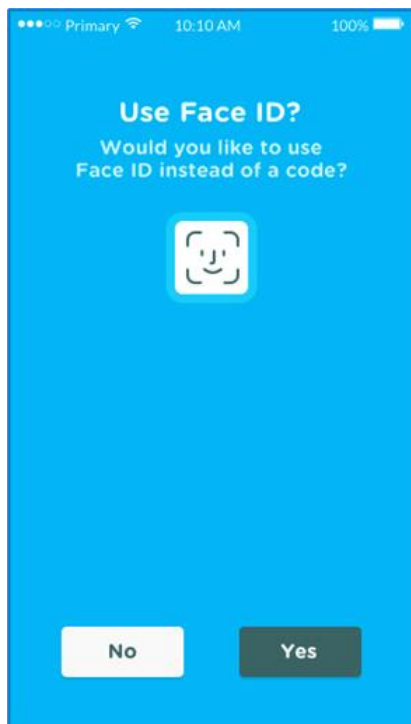 Primary 10:10 AM 100%
Use Face ID?
Would you like to use
Face ID instead of a code?
No Yes